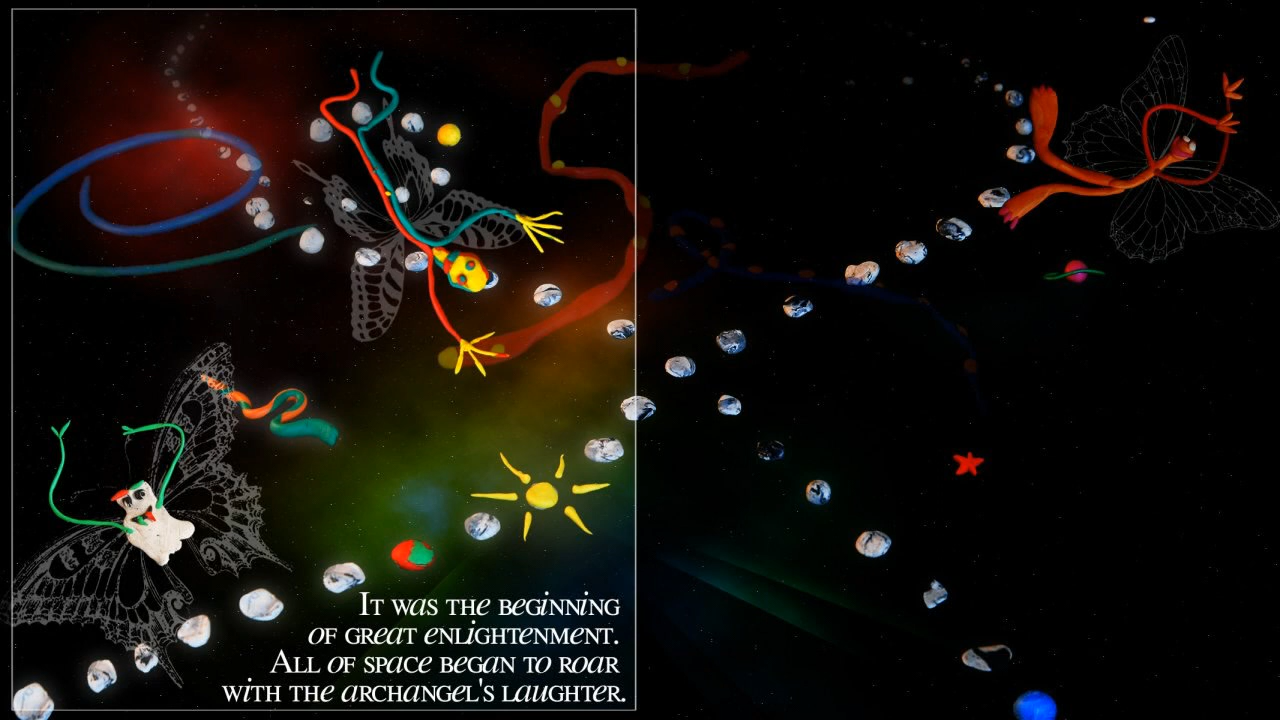 It was the beginning
of great enlightenment.
All of space began to roar
with the archangel's laughter.